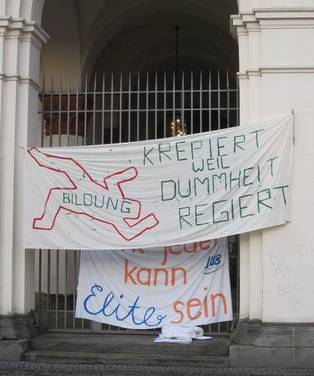 KREPIERT
WEIL
DUMMHEIT
REGIERT
BILDUNG
jeder
kann
Elite sein